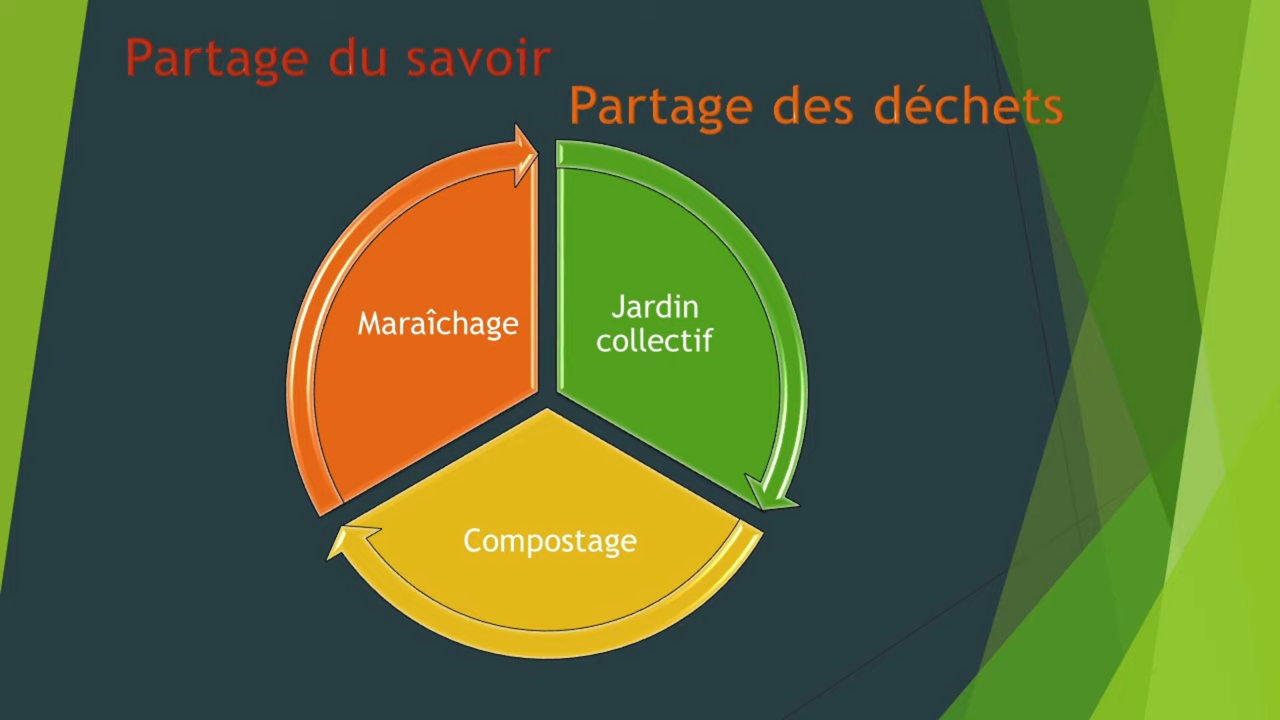 Partage du savoir
Partage des déchets
Maraîchage
Jardin
collectif
Compostage